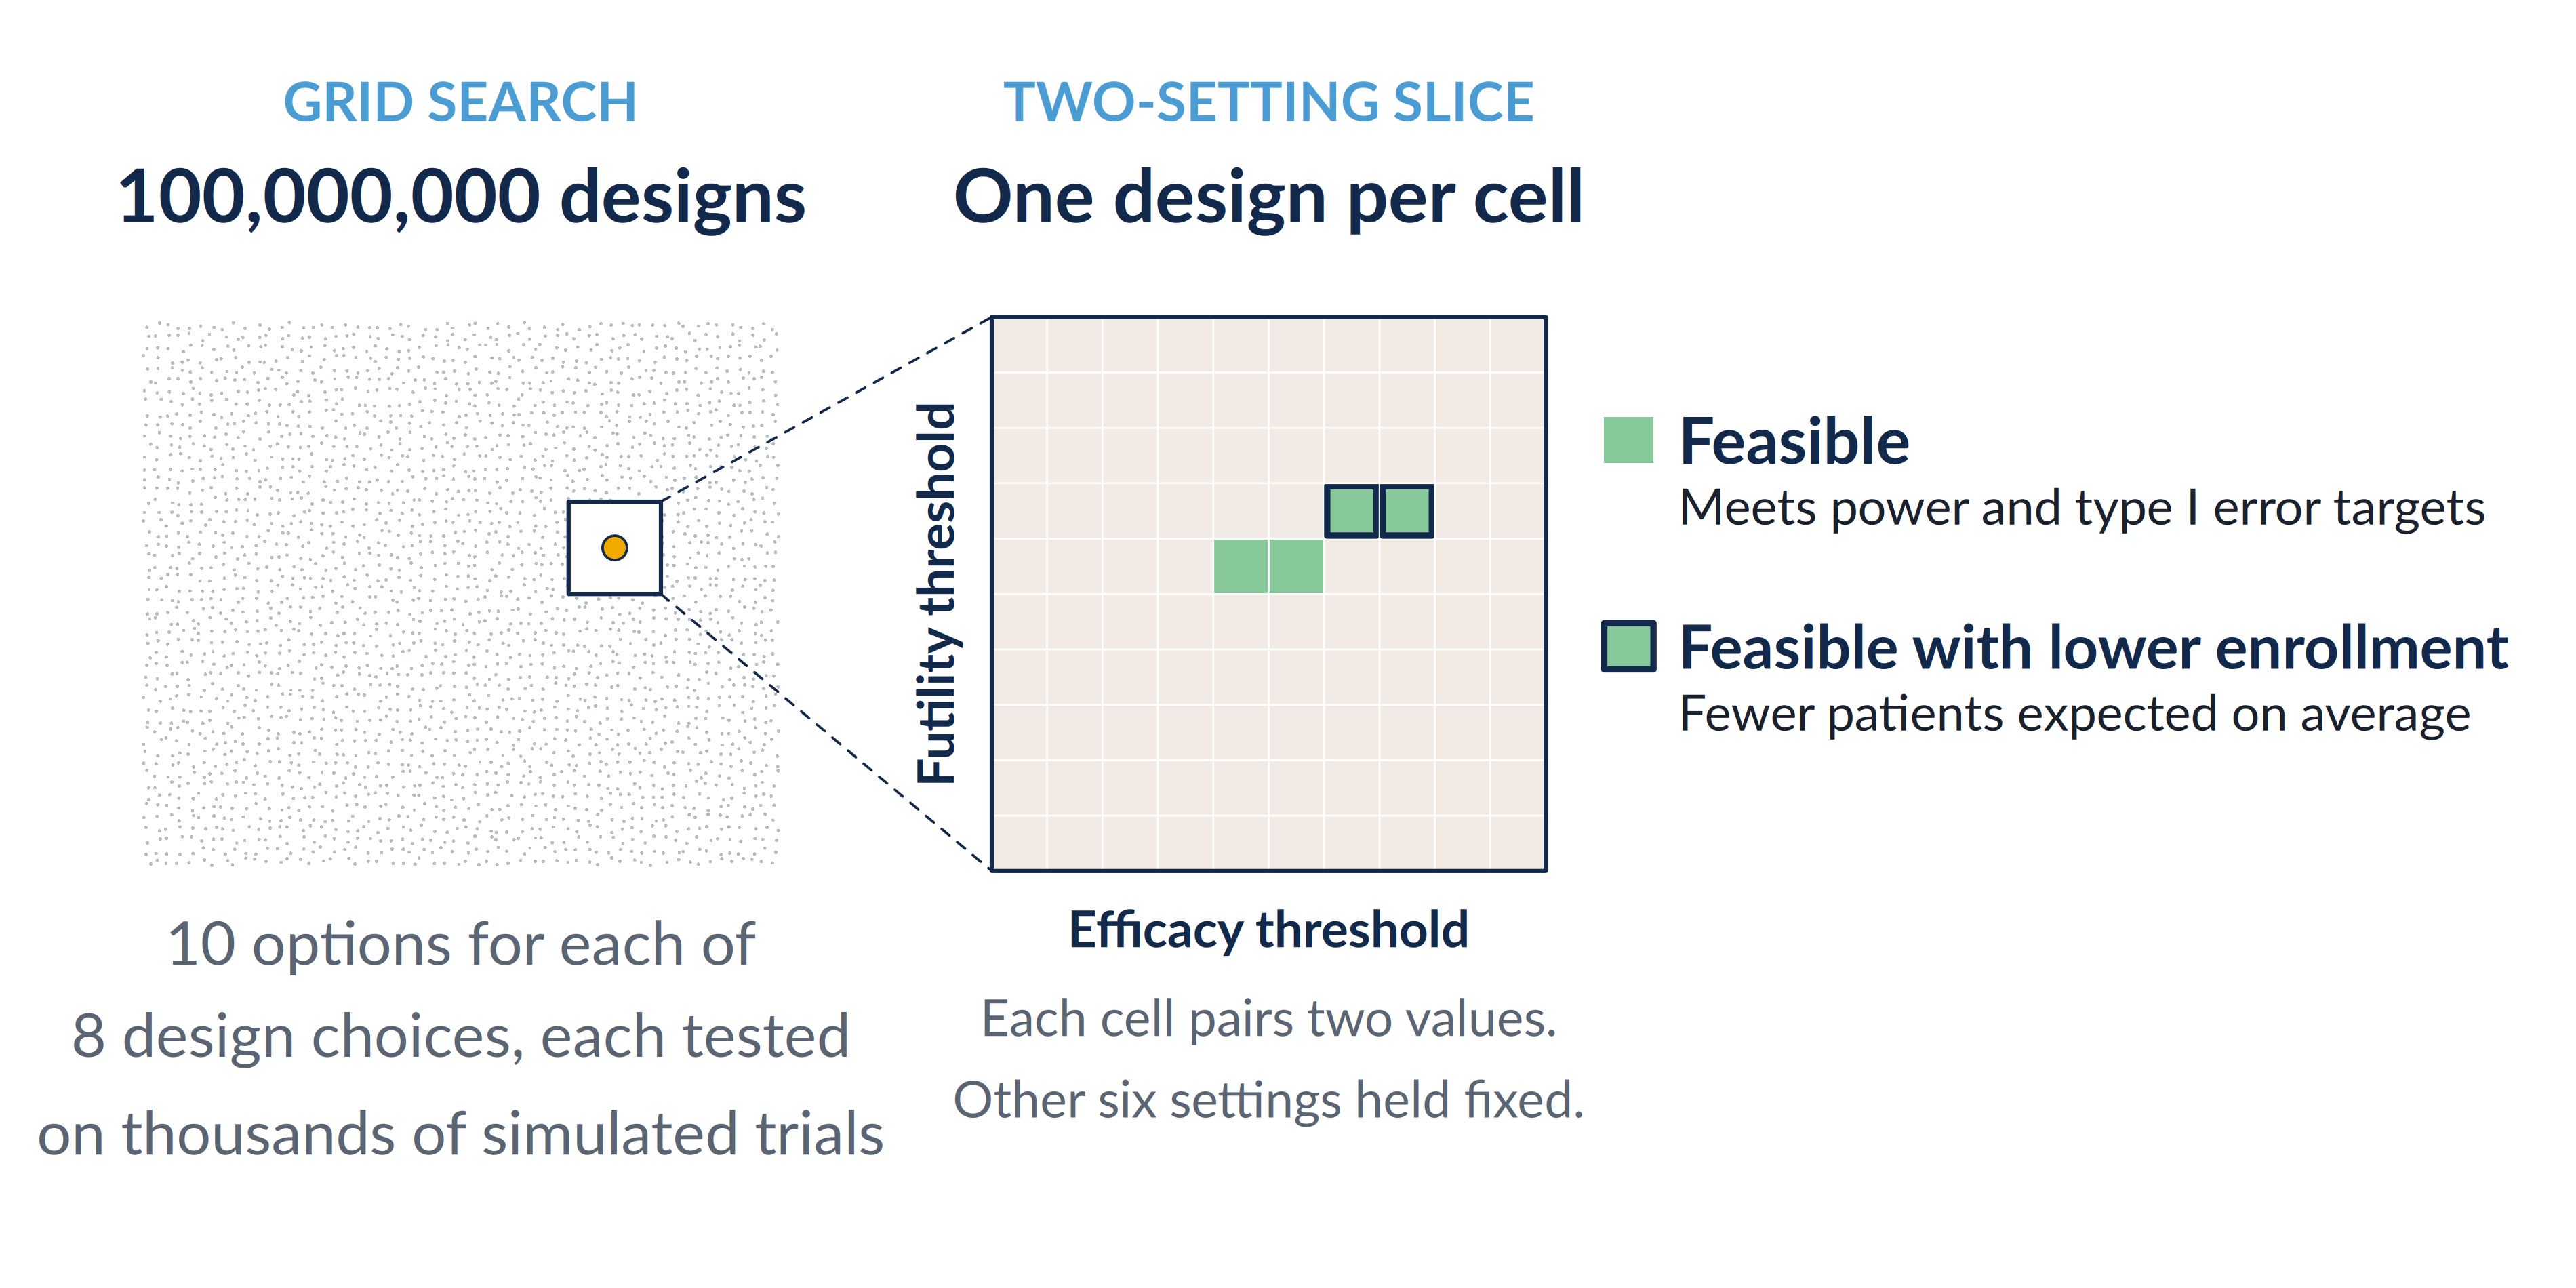 GRID SEARCH
100,000,000 designs
10 options for each of
8 design choices, each tested
on thousands of simulated trials
TWO-SETTING SLICE
One design per cell
Futility threshold
Efficacy threshold
Each cell pairs two values.
Other six settings held fixed.
Feasible
Meets power and type I error targets
Feasible with lower enrollment
Fewer patients expected on average